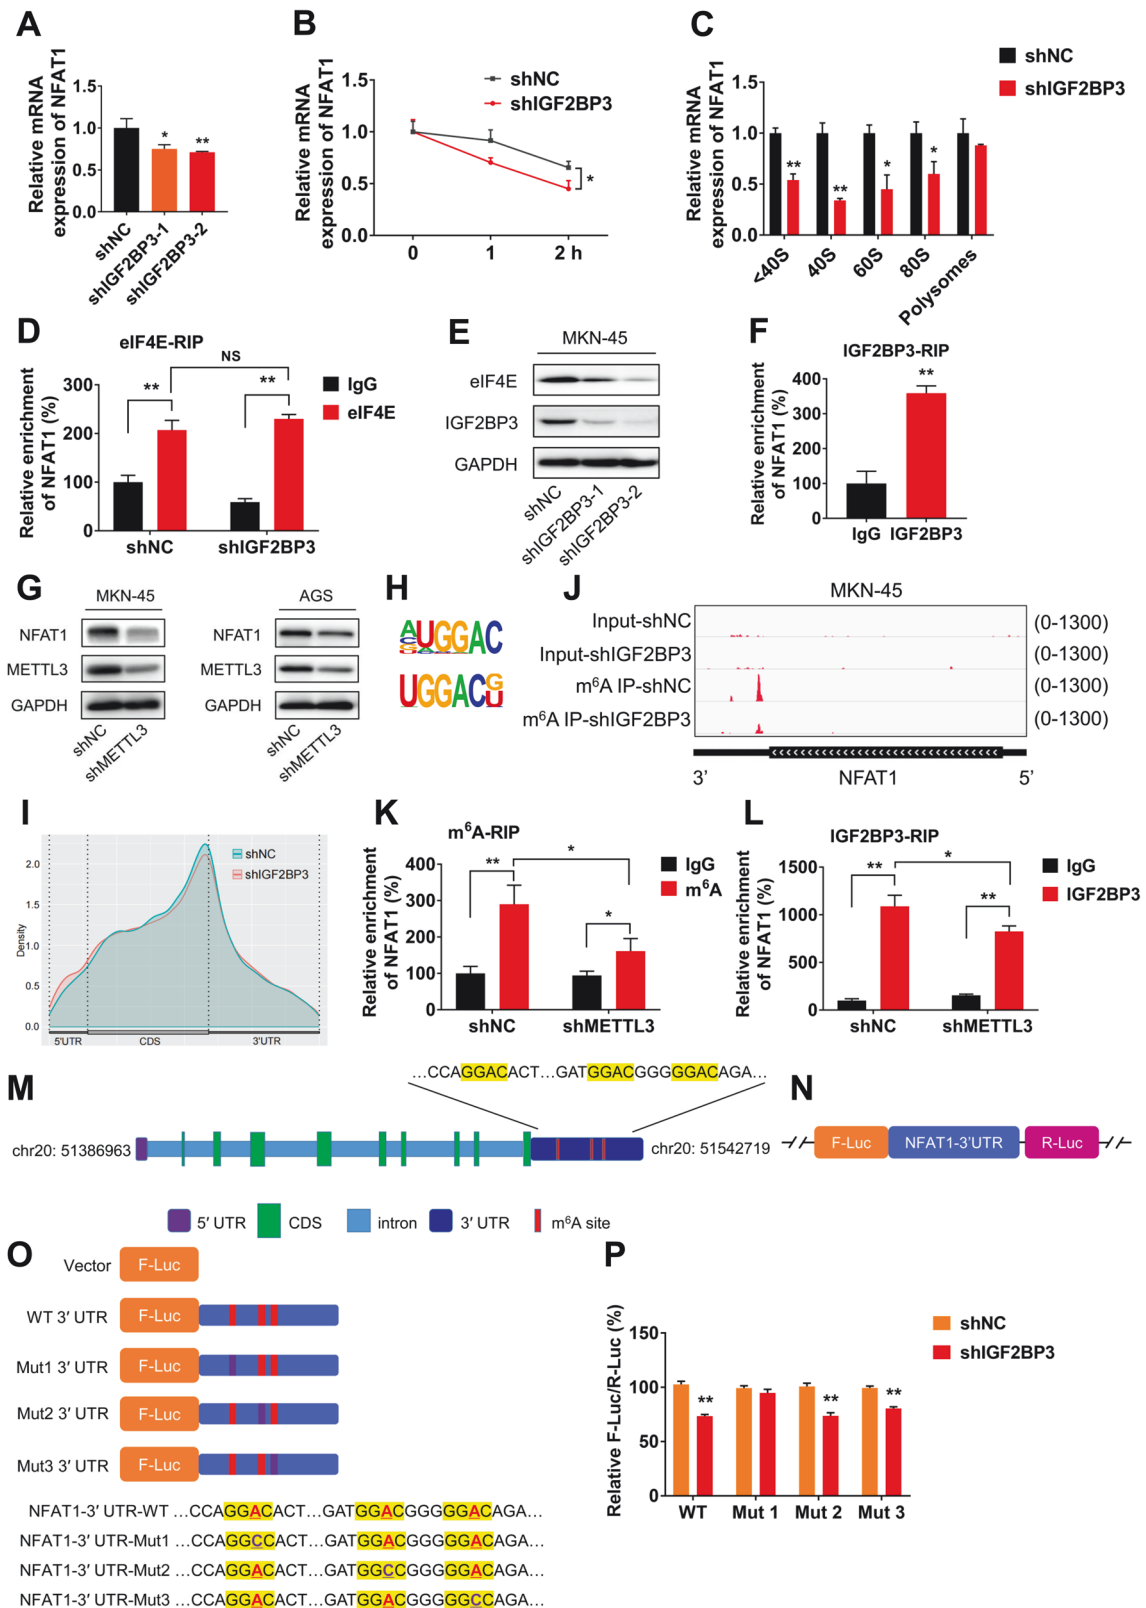 A
Relative mRNA
expression of NFAT1
1.5
1.0
0.5
0.0
*
**
shNC
shIGF2BP3-1
shIGF2BP3-2
B
Relative mRNA
expression of NFAT1
1.5
1.0
0.5
0.0
shNC
shIGF2BP3
*
0
1
2 h
C
Relative mRNA
expression of NFAT1
1.5
1.0
0.5
0.0
shNC
shIGF2BP3
**
**
*
*
<40S
40S
60S
80S
Polysomes
D
eIF4E-RIP
Relative enrichment
of NFAT1 (%)
300
200
100
0
NS
**
**
IgG
eIF4E
shNC
shIGF2BP3
E
MKN-45
eIF4E
IGF2BP3
GAPDH
shNC
shIGF2BP3-1
shIGF2BP3-2
F
IGF2BP3-RIP
Relative enrichment
of NFAT1 (%)
400
300
200
100
0
**
IgG
IGF2BP3
G
MKN-45
NFAT1
METTL3
GAPDH
shNC
shMETTL3
AGS
NFAT1
METTL3
GAPDH
shNC
shMETTL3
H
AUGGAC
UGGAC
J
MKN-45
Input-shNC (0-1300)
Input-shIGF2BP3 (0-1300)
m⁶A IP-shNC (0-1300)
m⁶A IP-shIGF2BP3 (0-1300)
3’ NFAT1 5’
I
Density
2.0
1.5
1.0
0.5
0.0
shNC
shIGF2BP3
5'UTR
CDS
3'UTR
K
m⁶A-RIP
Relative enrichment
of NFAT1 (%)
400
300
200
100
0
**
*
*
IgG
m⁶A
shNC
shMETTL3
L
IGF2BP3-RIP
Relative enrichment
of NFAT1 (%)
1500
1000
500
0
**
*
**
IgG
IGF2BP3
shNC
shMETTL3
M
...CCAGGACACT...GATGGACGGGGGACAGA...
chr20: 51386963
chr20: 51542719
5′ UTR
CDS
intron
3′ UTR
m⁶A site
N
F-Luc
NFAT1-3'UTR
R-Luc
O
Vector F-Luc
WT 3′ UTR F-Luc
Mut1 3′ UTR F-Luc
Mut2 3′ UTR F-Luc
Mut3 3′ UTR F-Luc
NFAT1-3′ UTR-WT ...CCAGGACACT...GATGGACGGGGGACAGA...
NFAT1-3′ UTR-Mut1 ...CCAGGCCACT...GATGGACGGGGGACAGA...
NFAT1-3′ UTR-Mut2 ...CCAGGACACT...GATGGCCGGGGGACAGA...
NFAT1-3′ UTR-Mut3 ...CCAGGACACT...GATGGACGGGGGCCAGA...
P
Relative F-Luc/R-Luc (%)
150
100
50
0
shNC
shIGF2BP3
**
**
**
WT
Mut 1
Mut 2
Mut 3